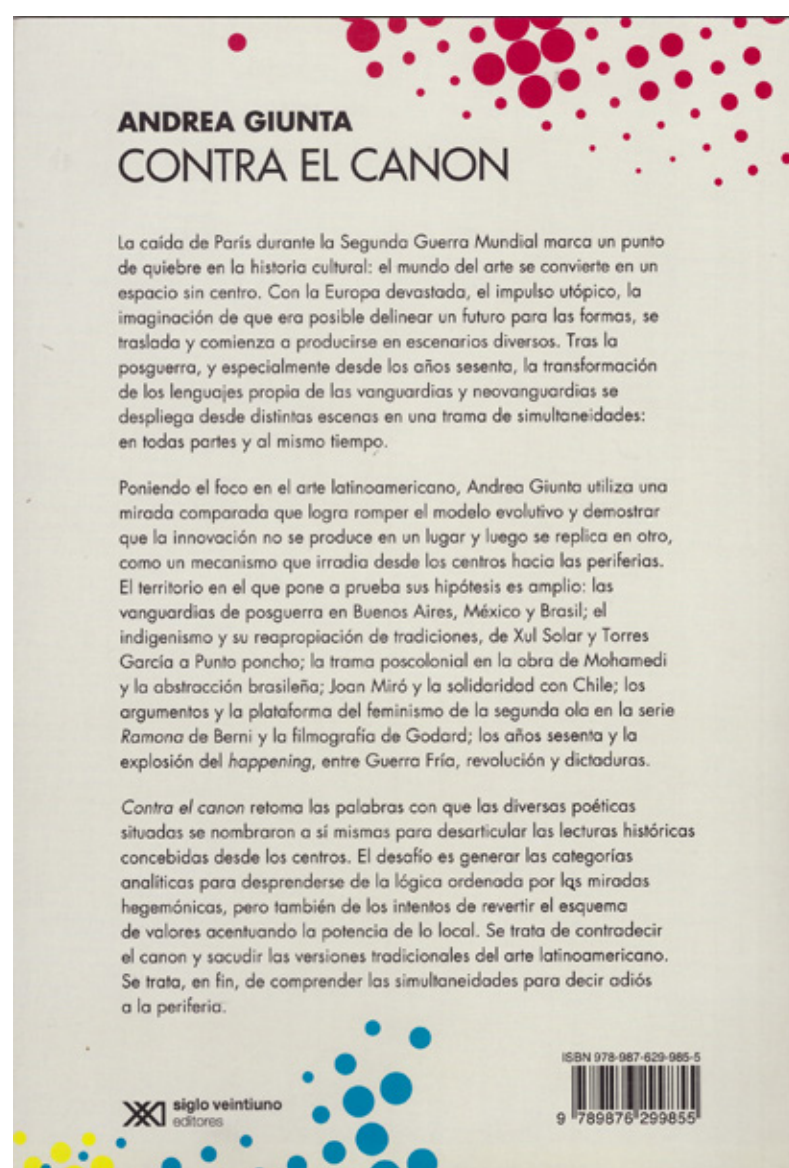 ANDREA GIUNTA
CONTRA EL CANON
La caída de París durante la Segunda Guerra Mundial marca un punto
de quiebre en la historia cultural: el mundo del arte se convierte en un
espacio sin centro. Con la Europa devastada, el impulso utópico, la
imaginación de que era posible delinear un futuro para las formas, se
traslada y comienza a producirse en escenarios diversos. Tras la
posguerra, y especialmente desde los años sesenta, la transformación
de los lenguajes propia de las vanguardias y neovanguardias se
despliega desde distintas escenas en una trama de simultaneidades:
en todas partes y al mismo tiempo.
Poniendo el foco en el arte latinoamericano, Andrea Giunta utiliza una
mirada comparada que logra romper el modelo evolutivo y demostrar
que la innovación no se produce en un lugar y luego se replica en otro,
como un mecanismo que irradia desde los centros hacia las periferias.
El territorio en el que pone a prueba sus hipótesis es amplio: las
vanguardias de posguerra en Buenos Aires, México y Brasil; el
indigenismo y su reapropiación de tradiciones, de Xul Solar y Torres
García a Punto poncho; la trama poscolonial en la obra de Mohamedi
y la abstracción brasileña; Joan Miró y la solidaridad con Chile; los
argumentos y la plataforma del feminismo de la segunda ola en la serie
Ramona de Berni y la filmografía de Godard; los años sesenta y la
explosión del happening, entre Guerra Fría, revolución y dictaduras.
Contra el canon retoma las palabras con que las diversas poéticas
situadas se nombraron a sí mismas para desarticular las lecturas históricas
concebidas desde los centros. El desafío es generar las categorías
analíticas para desprenderse de la lógica ordenada por las miradas
hegemónicas, pero también de los intentos de revertir el esquema
de valores acentuando la potencia de lo local. Se trata de contradecir
el canon y sacudir las versiones tradicionales del arte latinoamericano.
Se trata, en fin, de comprender las simultaneidades para decir adiós
a la periferia.
ISBN 978-987-629-985-5
siglo veintiuno
editores
9 789876 299855